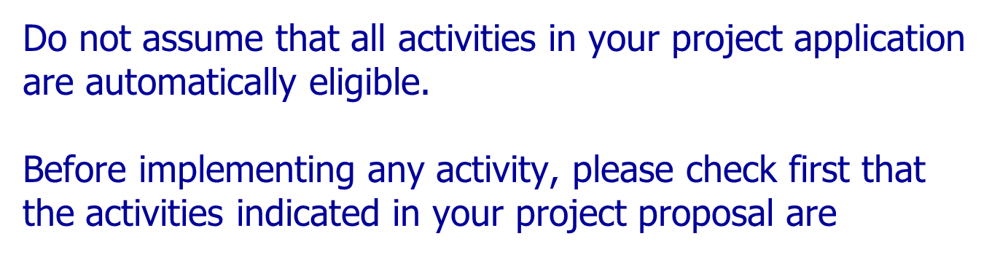 Do not assume that all activities in your project application
are automatically eligible.
Before implementing any activity, please check first that
the activities indicated in your project proposal are